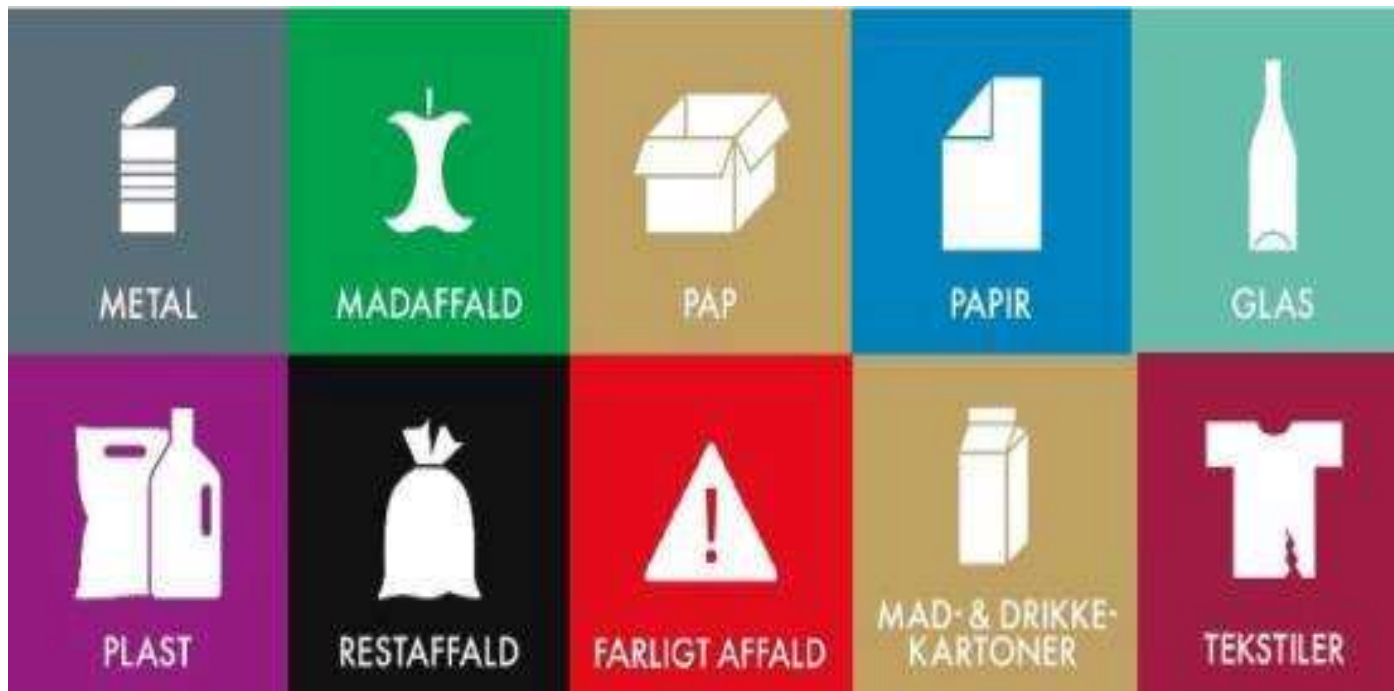 METAL
MADAFFALD
PAP
PAPIR
GLAS
PLAST
RESTAFFALD
FARLIGT AFFALD
MAD- & DRIKKE-
KARTONER
TEKSTILER